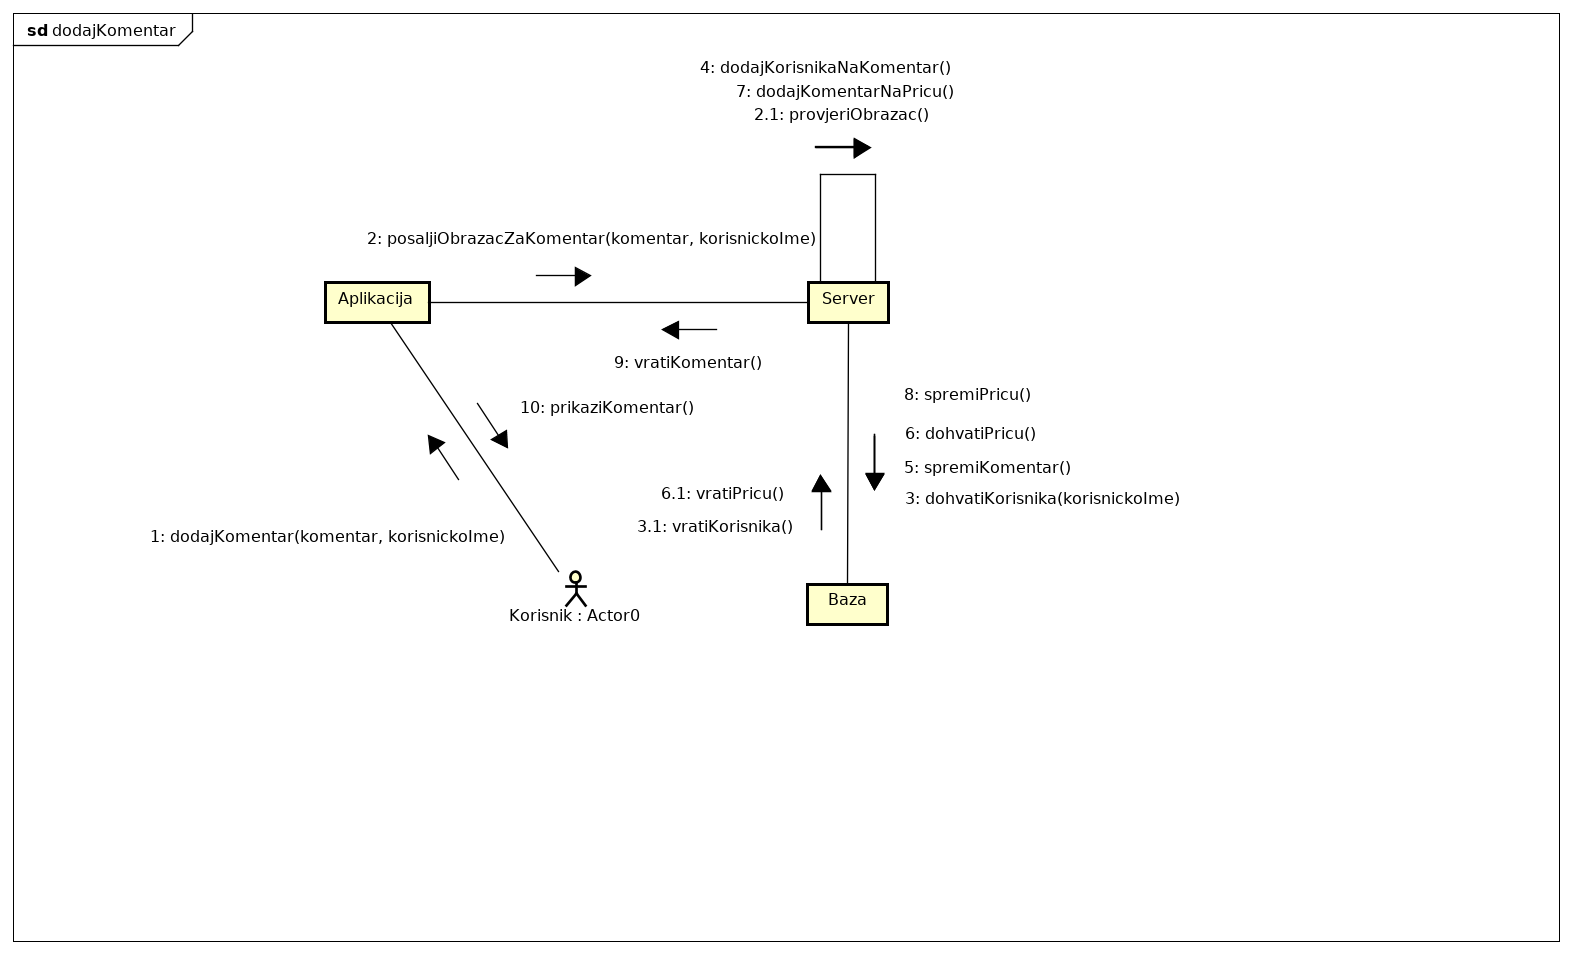 sd dodajKomentar
4: dodajKorisnikaNaKomentar()
7: dodajKomentarNaPricu()
2.1: provjeriObrazac()
2: posaljiObrazacZaKomentar(komentar, korisnickoIme)
Aplikacija
Server
9: vratiKomentar()
8: spremiPricu()
10: prikaziKomentar()
6: dohvatiPricu()
5: spremiKomentar()
6.1: vratiPricu()
3: dohvatiKorisnika(korisnickoIme)
3.1: vratiKorisnika()
1: dodajKomentar(komentar, korisnickoIme)
Baza
Korisnik : Actor0